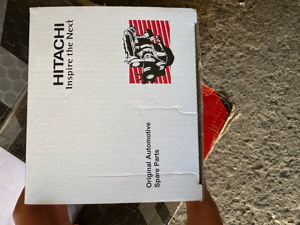 HITACHI
Inspire the Next
Original Automotive
Spare Parts